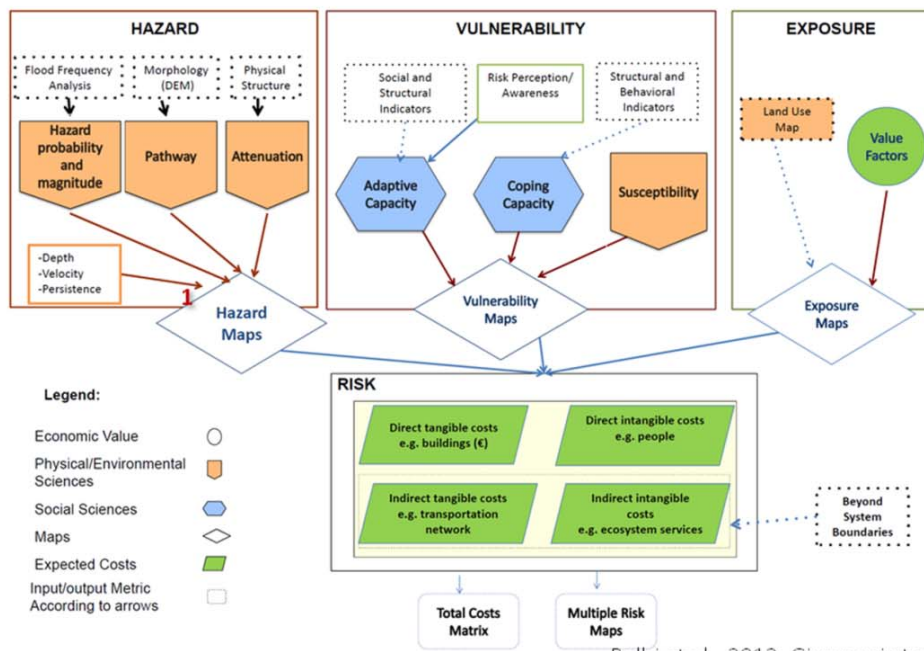 HAZARD
Flood Frequency
Analysis
Morphology
(DEM)
Physical
Structure
Hazard
probability
and
magnitude
Pathway
Attenuation
-Depth
-Velocity
-Persistence
1
Hazard
Maps
VULNERABILITY
Social and
Structural
Indicators
Risk Perception/
Awareness
Structural and
Behavioral
Indicators
Adaptive
Capacity
Coping
Capacity
Susceptibility
Vulnerability
Maps
EXPOSURE
Land Use
Map
Value
Factors
Exposure
Maps
RISK
Direct tangible costs
e.g. buildings (€)
Direct intangible costs
e.g. people
Indirect tangible costs
e.g. transportation
network
Indirect intangible
costs
e.g. ecosystem services
Beyond
System
Boundaries
Total Costs
Matrix
Multiple Risk
Maps
Legend:
Economic Value
Physical/Environmental
Sciences
Social Sciences
Maps
Expected Costs
Input/output Metric
According to arrows